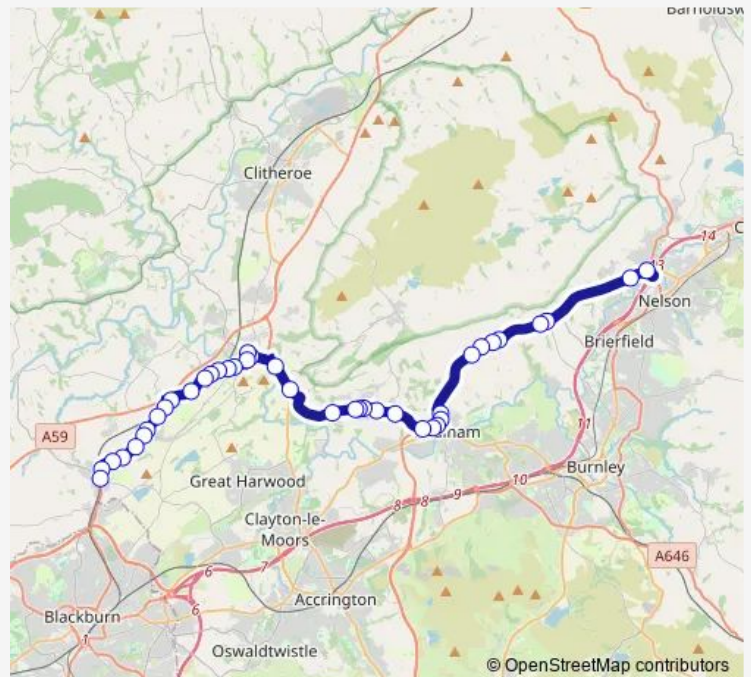 Clitheroe
14
13
Nelson
Brierfield
A59
11
Great Harwood
Burnley
10
9
8
8
Clayton-le-
Moors
7
6
6
A646
Accrington
Blackburn
1
Oswaldtwistle
© OpenStreetMap contributors